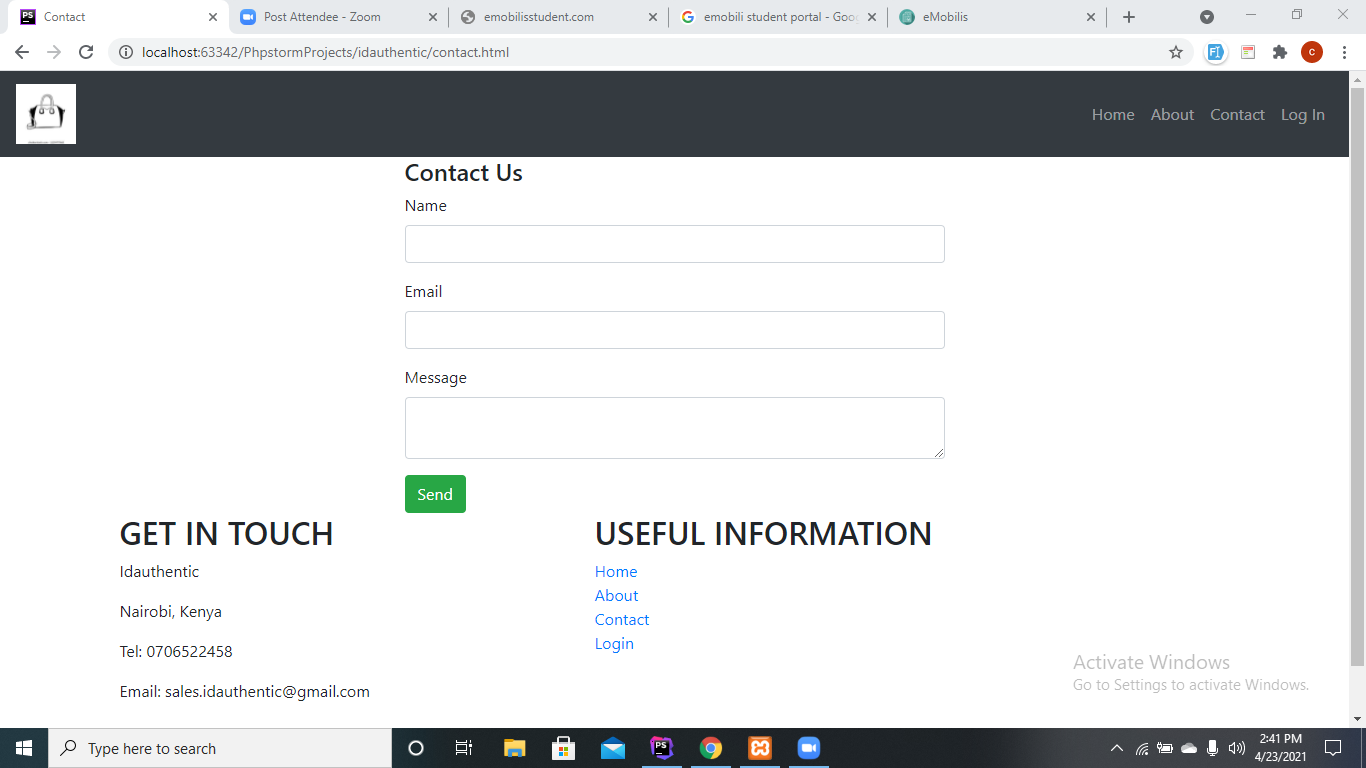 Contact
Post Attendee - Zoom
emobilisstudent.com
emobili student portal - Goo
eMobilis
localhost:63342/PhpstormProjects/idauthentic/contact.html
C
Home About Contact Log In
Contact Us
Name
Email
Message
Send
GET IN TOUCH
Idauthentic
Nairobi, Kenya
Tel: 0706522458
Email: sales.idauthentic@gmail.com
USEFUL INFORMATION
Home
About
Contact
Login
Activate Windows
Go to Settings to activate Windows.
Type here to search
2:41 PM
4/23/2021